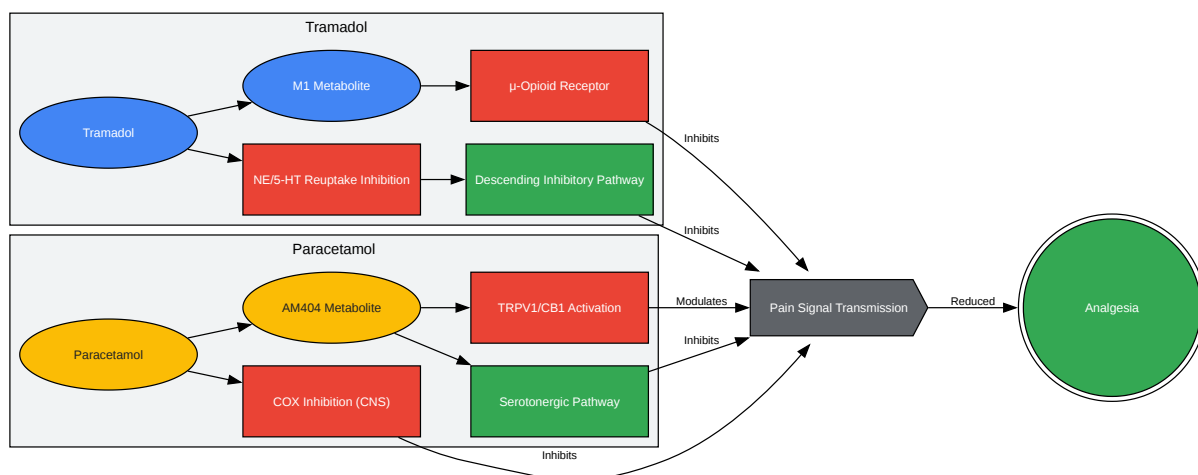 Tramadol
M1 Metabolite
μ-Opioid Receptor
Tramadol
Inhibits
NE/5-HT Reuptake Inhibition
Descending Inhibitory Pathway
Inhibits
Paracetamol
AM404 Metabolite
TRPV1/CB1 Activation
Modulates
Pain Signal Transmission
Reduced
Analgesia
Inhibits
Paracetamol
COX Inhibition (CNS)
Serotonergic Pathway
Inhibits